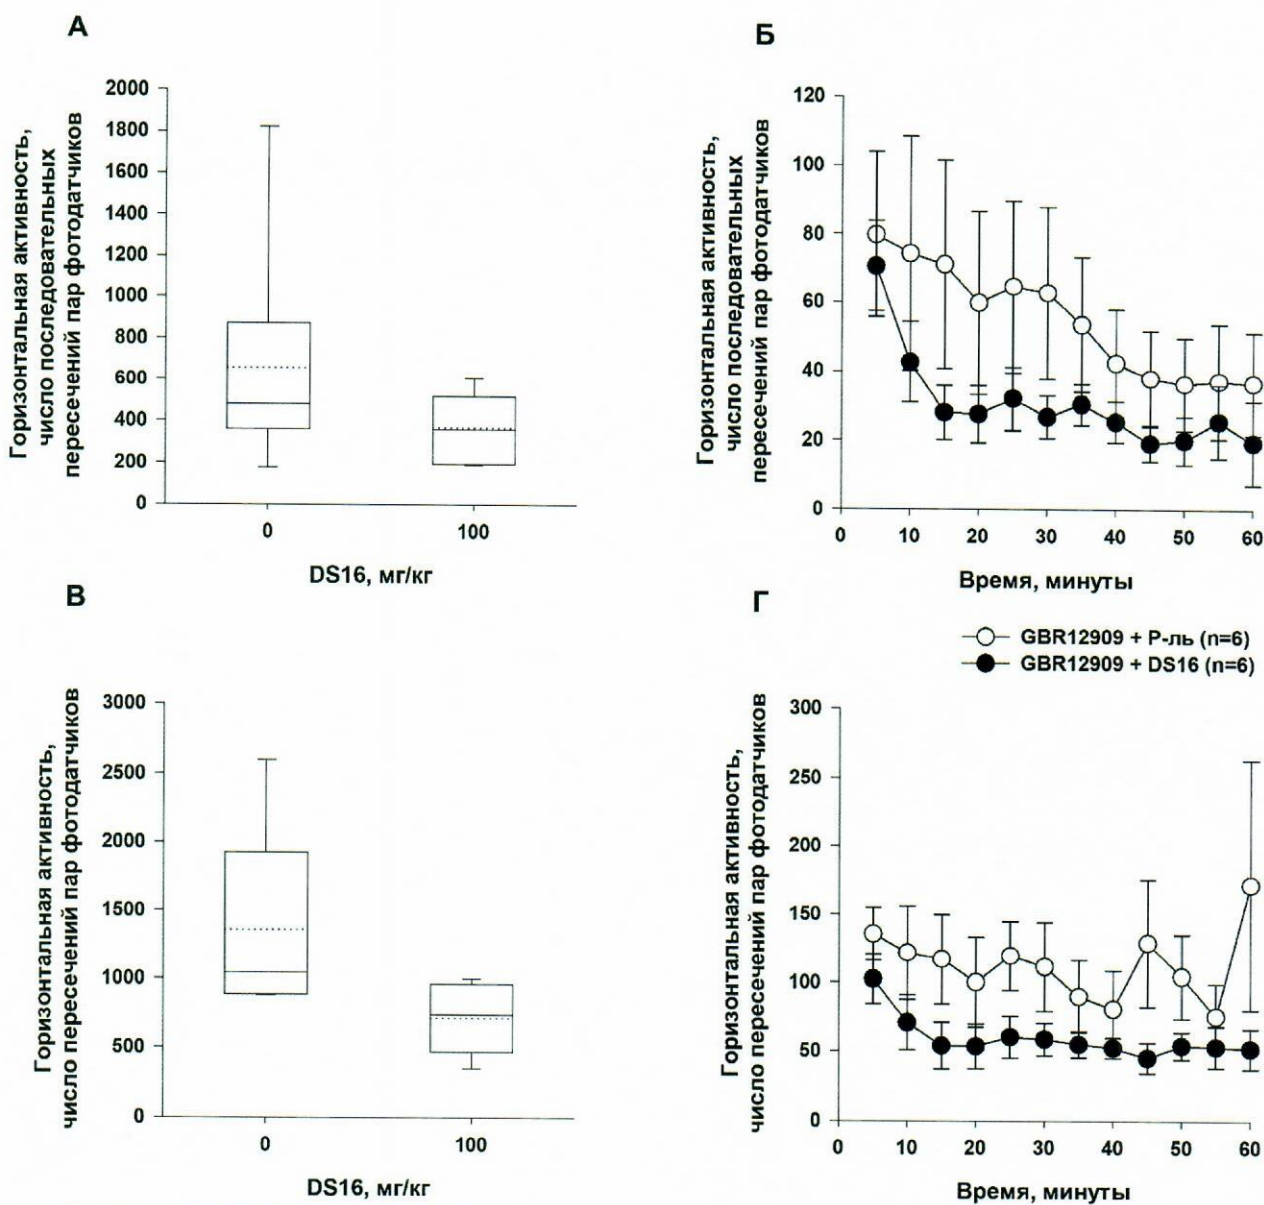 А
Горизонтальная активность,
число последовательных
пересечений пар фотодатчиков
2000
1800
1600
1400
1200
1000
800
600
400
200
0
0
100
DS16, мг/кг
Б
Горизонтальная активность,
число последовательных
пересечений пар фотодатчиков
120
100
80
60
40
20
0
0
10
20
30
40
50
60
Время, минуты
В
Горизонтальная активность,
число пересечений пар фотодатчиков
3000
2500
2000
1500
1000
500
0
0
100
DS16, мг/кг
Г
GBR12909 + Р-ль (n=6)
GBR12909 + DS16 (n=6)
Горизонтальная активность,
число пересечений пар фотодатчиков
300
250
200
150
100
50
0
0
10
20
30
40
50
60
Время, минуты